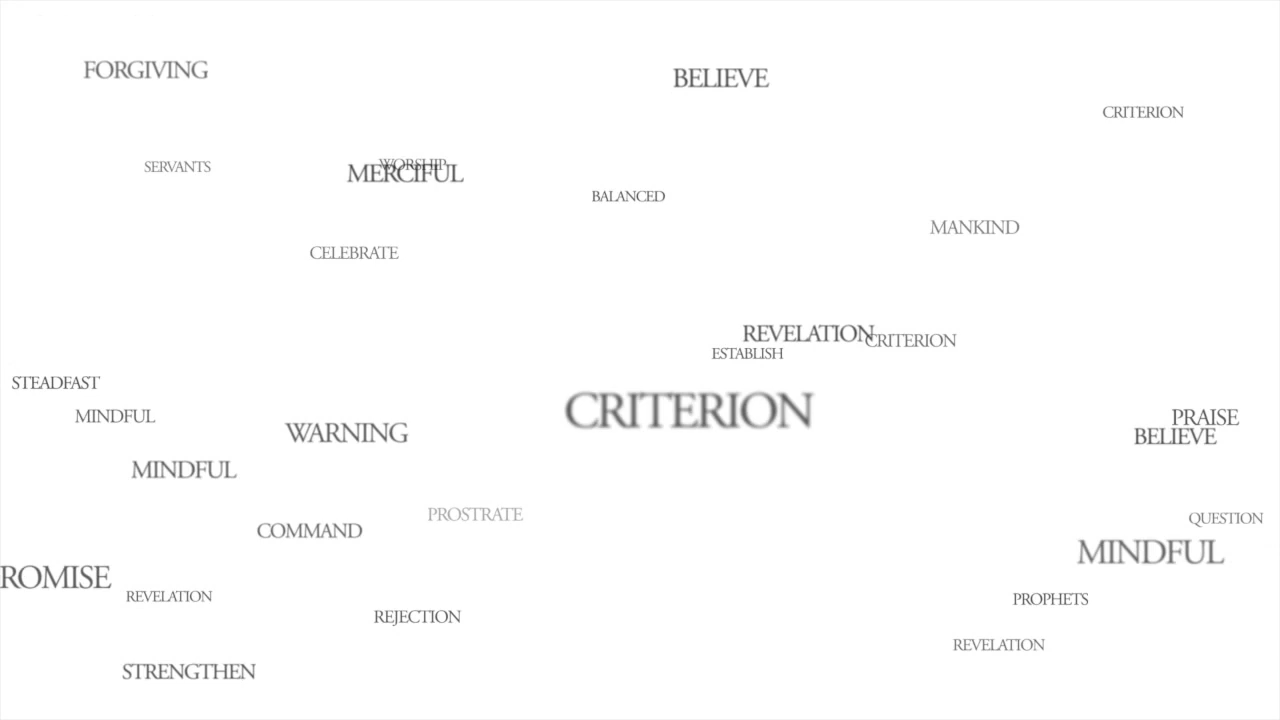 FORGIVING
BELIEVE
CRITERION
WORSHIP
SERVANTS
MERCIFUL
BALANCED
MANKIND
CELEBRATE
REVELATION
CRITERION
ESTABLISH
STEADFAST
CRITERION
MINDFUL
PRAISE
WARNING
BELIEVE
MINDFUL
PROSTRATE
QUESTION
COMMAND
MINDFUL
ROMISE
REVELATION
PROPHETS
REJECTION
REVELATION
STRENGTHEN